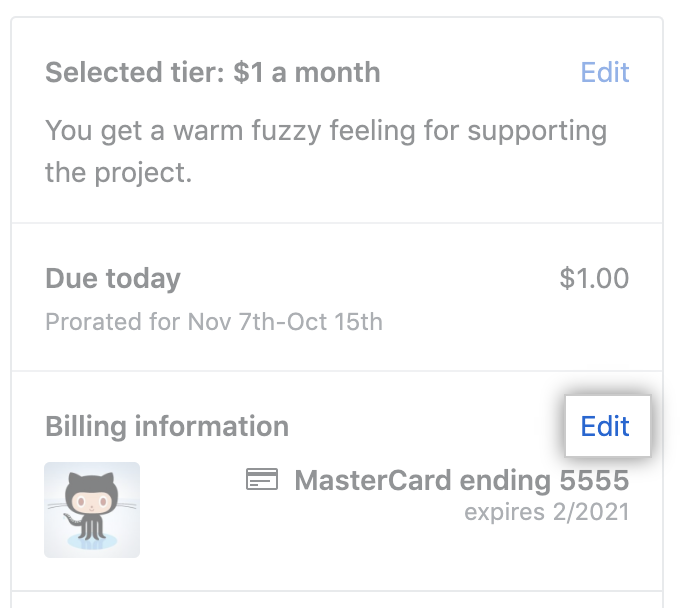 Selected tier: $1 a month Edit
You get a warm fuzzy feeling for supporting
the project.
Due today $1.00
Prorated for Nov 7th-Oct 15th
Billing information Edit
MasterCard ending 5555
expires 2/2021